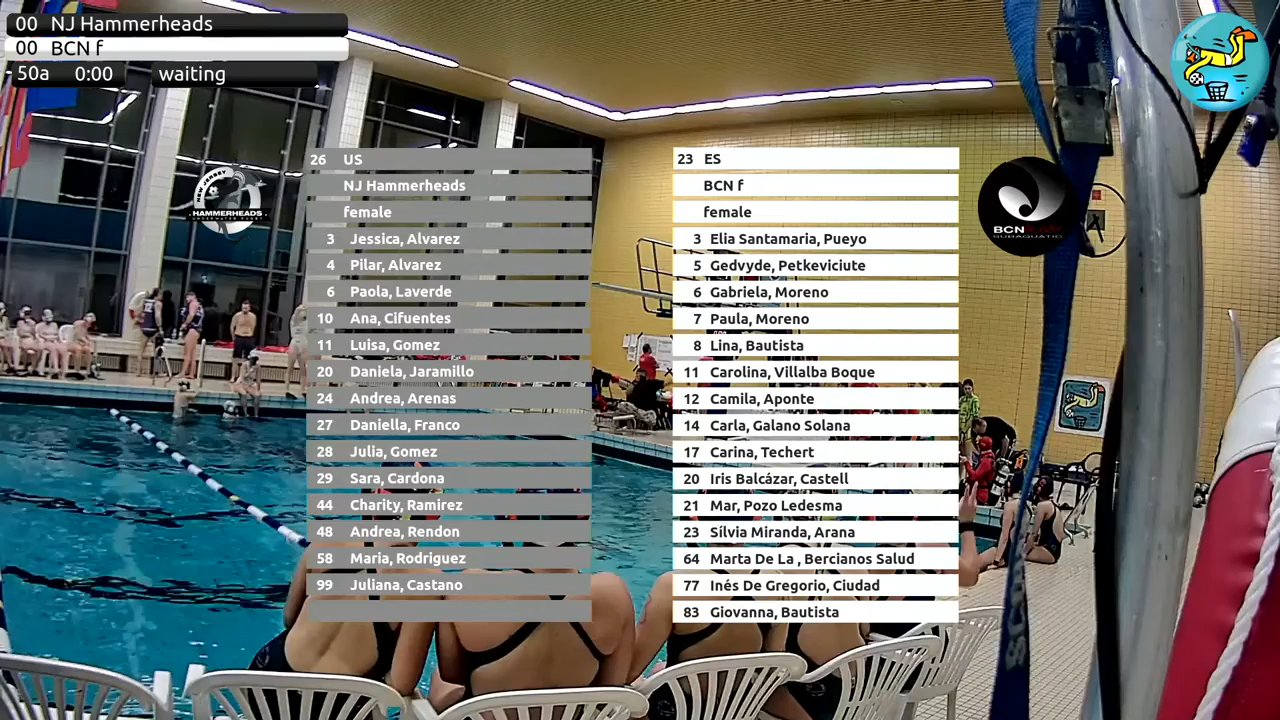 00 NJ Hammerheads
00 BCN f
50a 0:00 waiting
26 US
NJ Hammerheads
female
3 Jessica, Alvarez
4 Pilar, Alvarez
6 Paola, Laverde
10 Ana, Cifuentes
11 Luisa, Gomez
20 Daniela, Jaramillo
24 Andrea, Arenas
27 Daniella, Franco
28 Julia, Gomez
29 Sara, Cardona
44 Charity, Ramirez
48 Andrea, Rendon
58 Maria, Rodriguez
99 Juliana, Castano
23 ES
BCN f
female
3 Elia Santamaria, Pueyo
5 Gedvyde, Petkeviciute
6 Gabriela, Moreno
7 Paula, Moreno
8 Lina, Bautista
11 Carolina, Villalba Boque
12 Camila, Aponte
14 Carla, Galano Solana
17 Carina, Techert
20 Iris Balcázar, Castell
21 Mar, Pozo Ledesma
23 Sílvia Miranda, Arana
64 Marta De La , Bercianos Salud
77 Inés De Gregorio, Ciudad
83 Giovanna, Bautista
NEW JERSEY
HAMMERHEADS
UNDERWATER RUGBY
BCN RUGBY
SUBAQUATIC